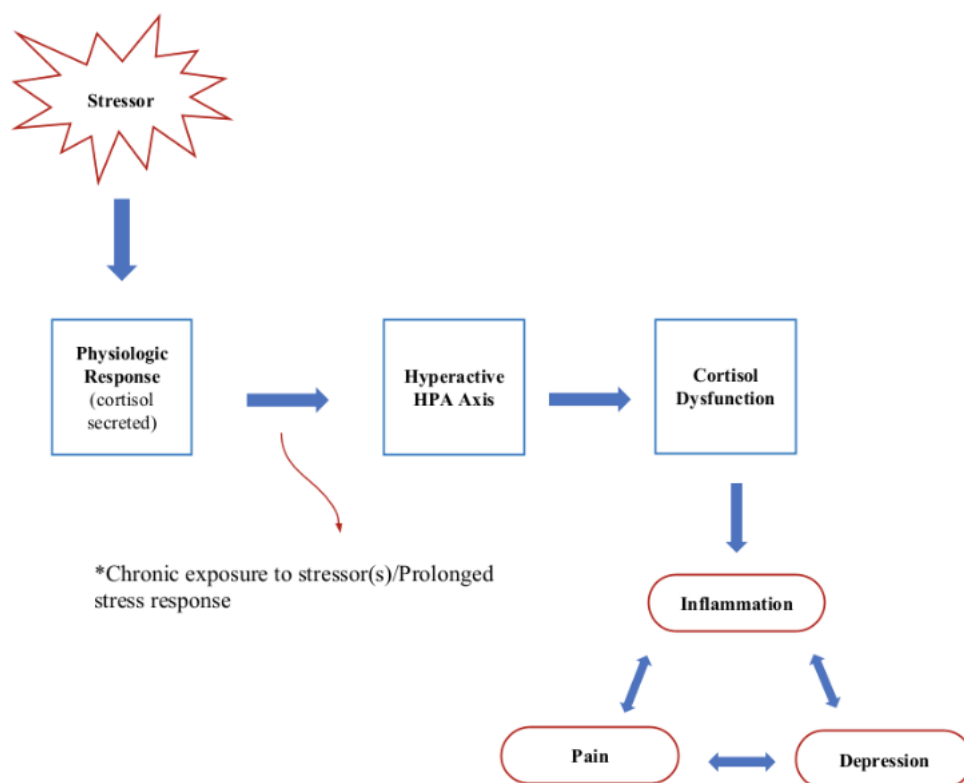 Stressor
Physiologic
Response
(cortisol
secreted)
Hyperactive
HPA Axis
Cortisol
Dysfunction
*Chronic exposure to stressor(s)/Prolonged
stress response
Inflammation
Pain
Depression